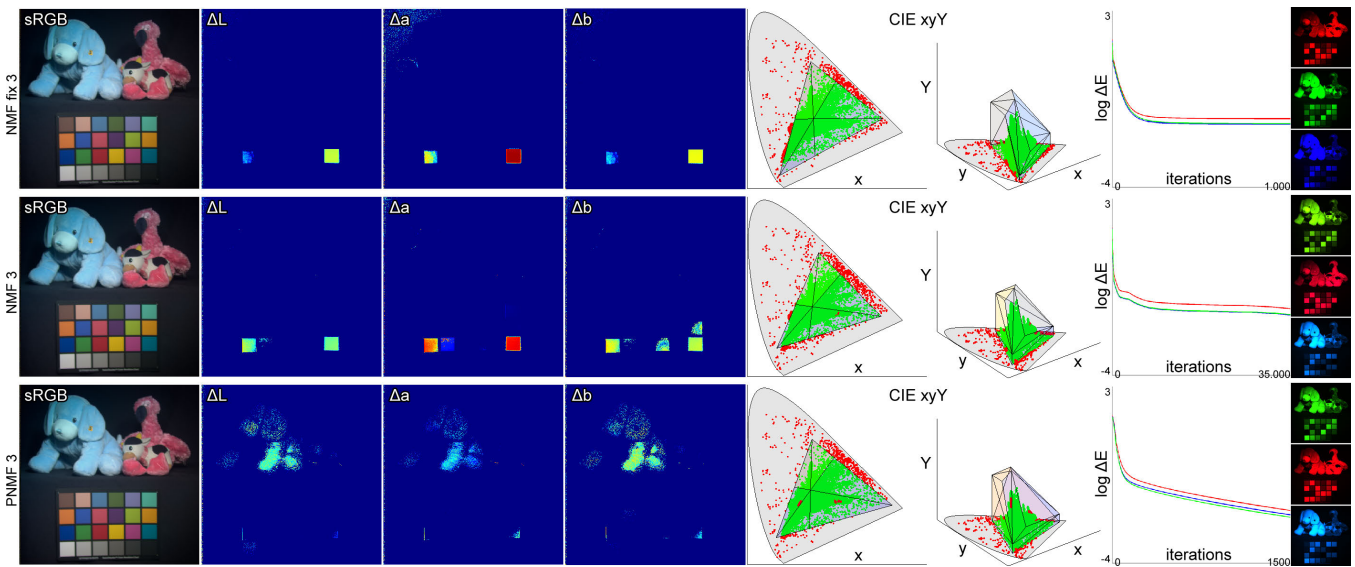 NMF fix 3
sRGB
ΔL
Δa
Δb
CIE xyY
x
Y
y
x
3
log ΔE
-4
0
iterations
1.000
NMF 3
sRGB
ΔL
Δa
Δb
CIE xyY
x
Y
y
x
3
log ΔE
-4
0
iterations
35.000
PNMF 3
sRGB
ΔL
Δa
Δb
CIE xyY
x
Y
y
x
3
log ΔE
-4
0
iterations
1500